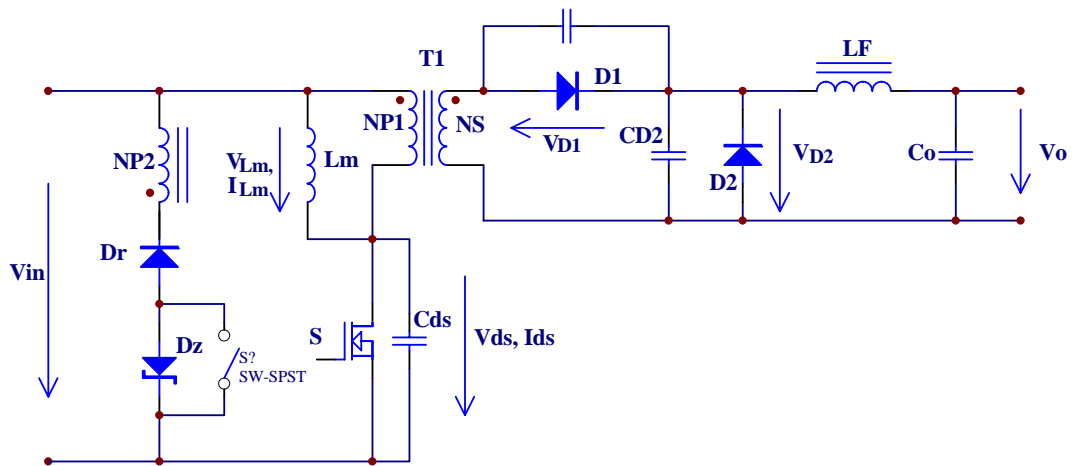 T1
LF
D1
NP1
NS
NP2
VLm,
ILm
Lm
VD1
CD2
VD2
D2
Co
Vo
Dr
Vin
Dz
S?
SW-SPST
S
Cds
Vds, Ids